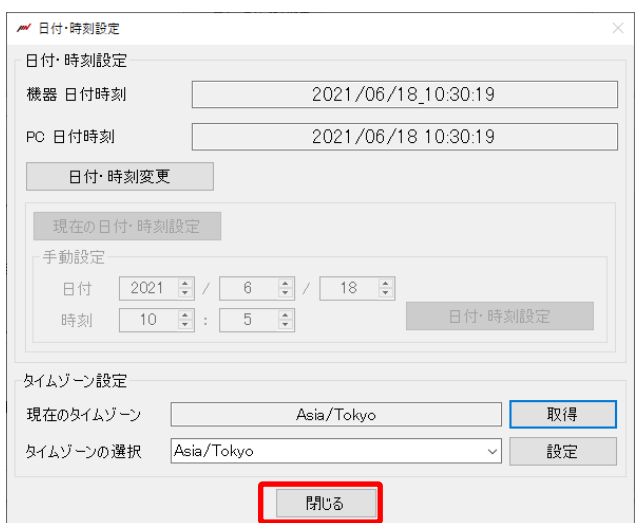 日付・時刻設定
日付・時刻設定
機器 日付時刻 2021/06/18_10:30:19
PC 日付時刻 2021/06/18 10:30:19
日付・時刻変更
現在の日付・時刻設定
手動設定
日付 2021 / 6 / 18
時刻 10 : 5 日付・時刻設定
タイムゾーン設定
現在のタイムゾーン Asia/Tokyo 取得
タイムゾーンの選択 Asia/Tokyo 設定
閉じる